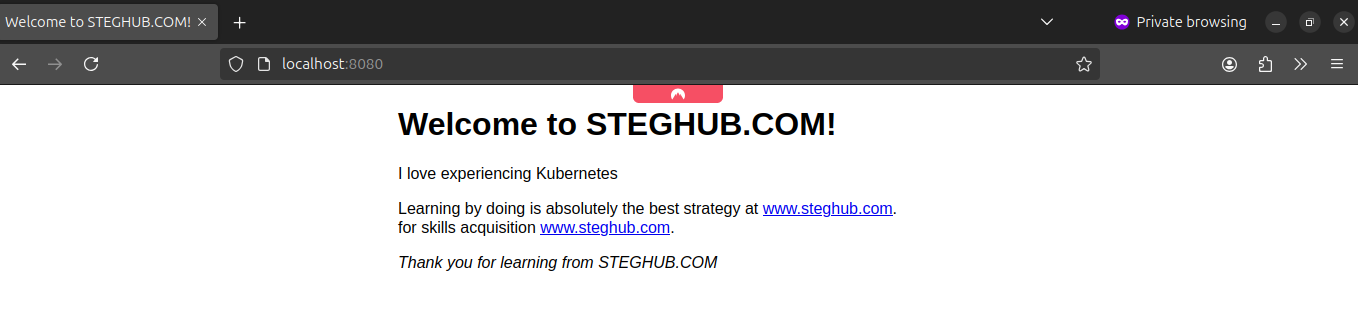 Welcome to STEGHUB.COM!
Private browsing
localhost:8080
Welcome to STEGHUB.COM!
I love experiencing Kubernetes
Learning by doing is absolutely the best strategy at www.steghub.com.
for skills acquisition www.steghub.com.
Thank you for learning from STEGHUB.COM